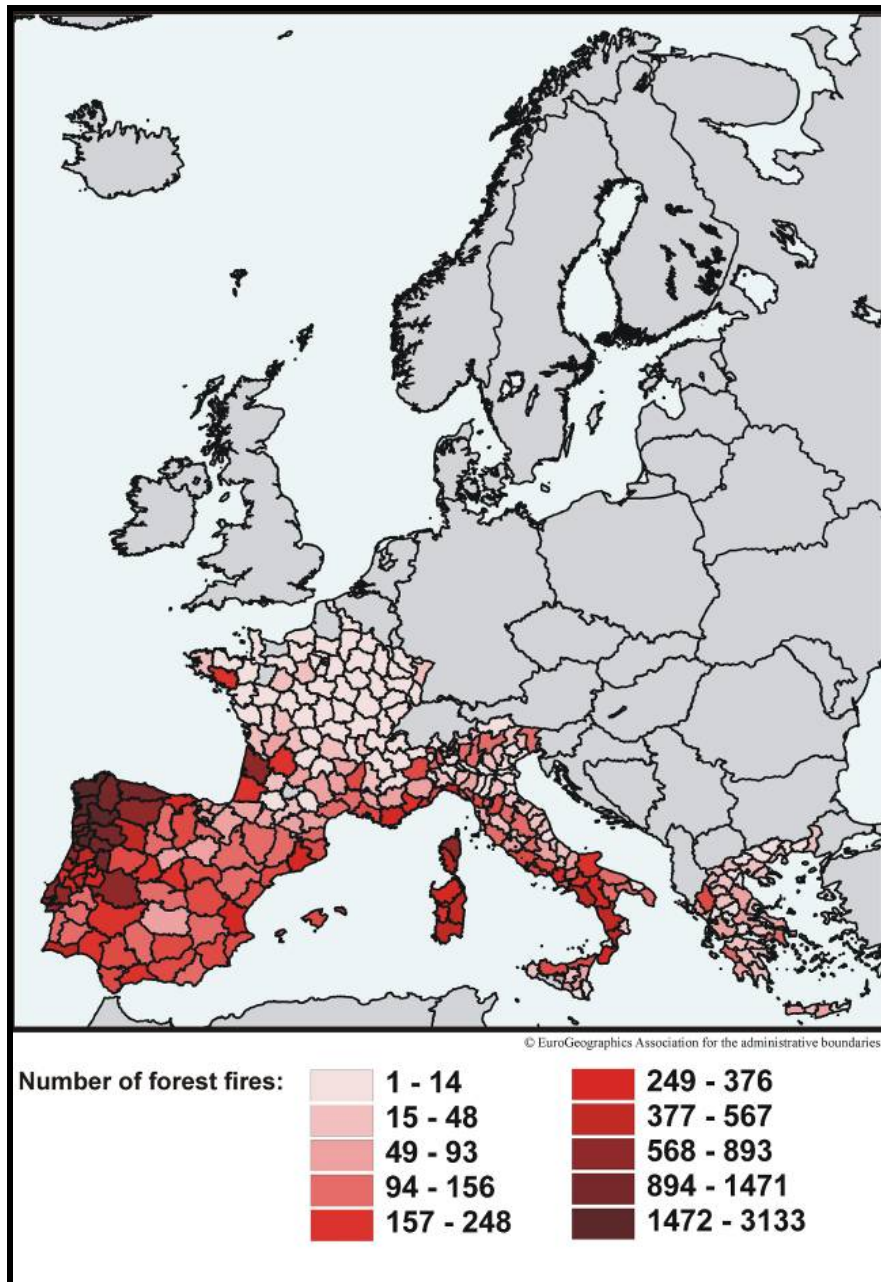 © EuroGeographics Association for the administrative boundaries
Number of forest fires:
1 - 14
15 - 48
49 - 93
94 - 156
157 - 248
249 - 376
377 - 567
568 - 893
894 - 1471
1472 - 3133